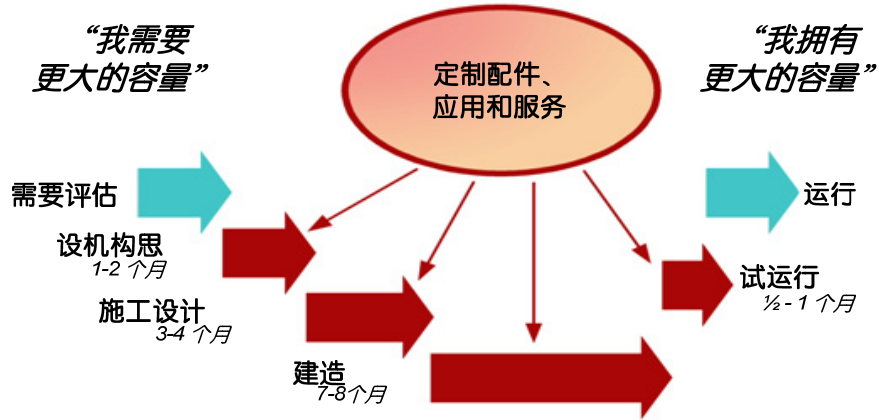 “我需要
更大的容量”
定制配件、
应用和服务
“我拥有
更大的容量”
需要评估
运行
设机构思
1-2 个月
试运行
½ - 1 个月
施工设计
3-4 个月
建造
7-8个月